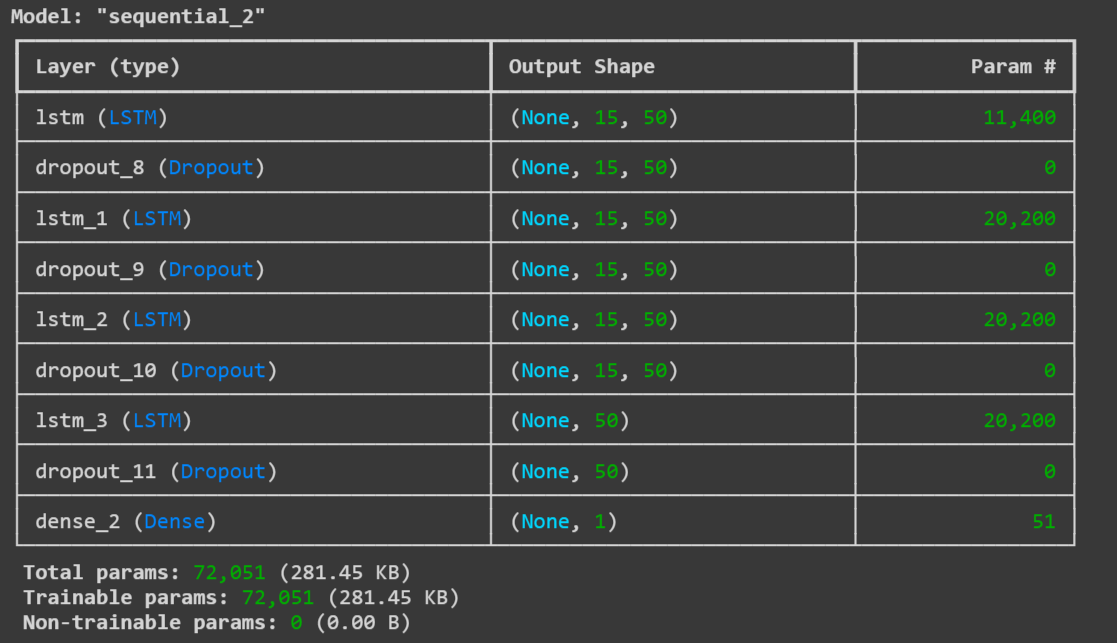 Model: "sequential_2"
Layer (type) Output Shape Param #
lstm (LSTM) (None, 15, 50) 11,400
dropout_8 (Dropout) (None, 15, 50) 0
lstm_1 (LSTM) (None, 15, 50) 20,200
dropout_9 (Dropout) (None, 15, 50) 0
lstm_2 (LSTM) (None, 15, 50) 20,200
dropout_10 (Dropout) (None, 15, 50) 0
lstm_3 (LSTM) (None, 50) 20,200
dropout_11 (Dropout) (None, 50) 0
dense_2 (Dense) (None, 1) 51
Total params: 72,051 (281.45 KB)
Trainable params: 72,051 (281.45 KB)
Non-trainable params: 0 (0.00 B)